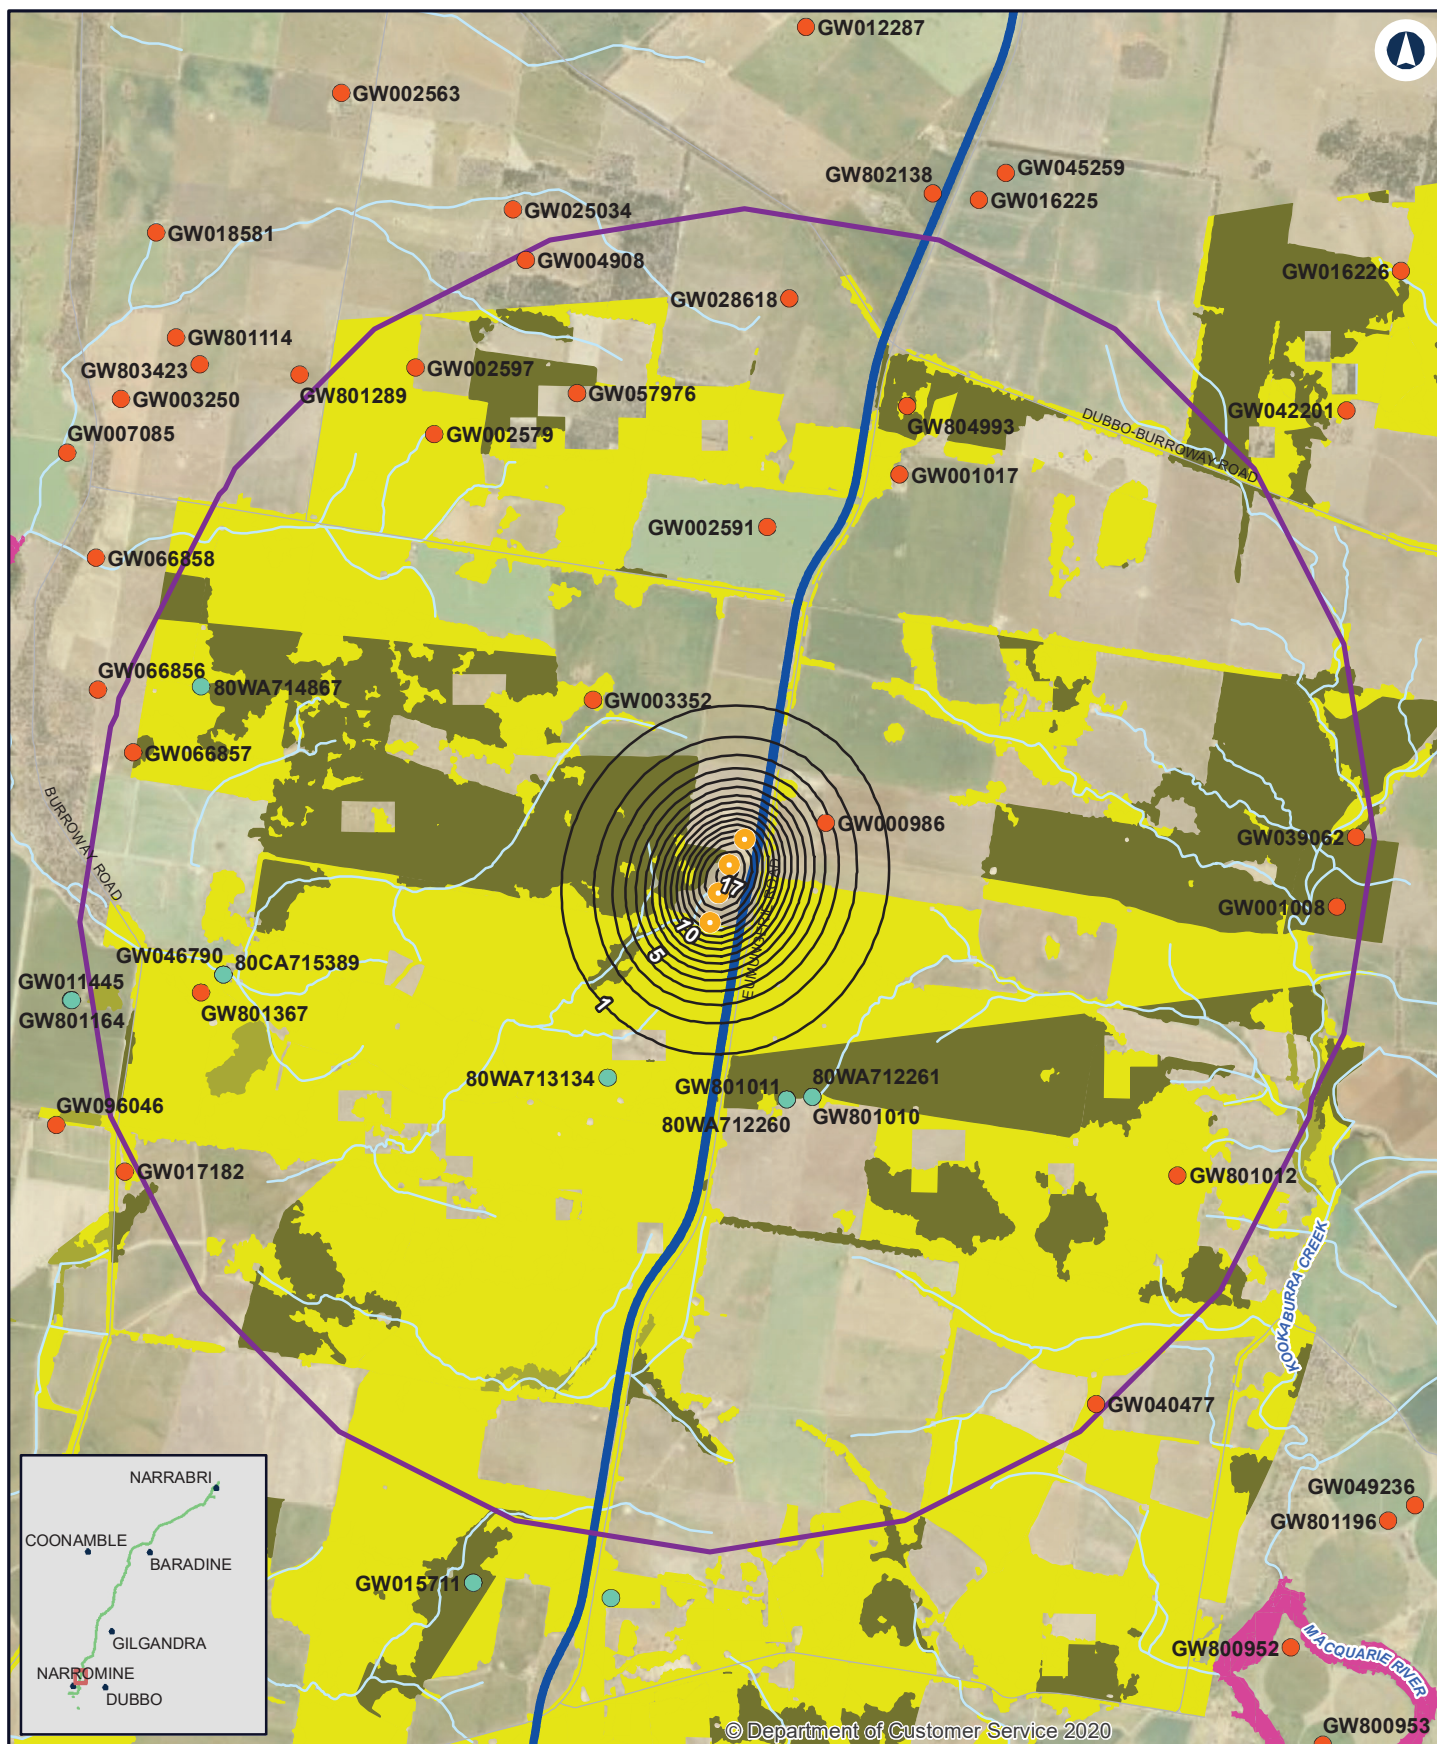 GW012287
GW002563
GW802138
GW045259
GW016225
GW025034
GW018581
GW004908
GW016226
GW028618
GW801114
GW803423
GW002597
GW801289
GW003250
GW057976
GW042201
GW804993
DUBBO-BURROWAY ROAD
GW007085
GW002579
GW001017
GW002591
GW066858
GW066856
80WA714867
GW003352
GW066857
BURROWAY ROAD
GW000986
GW039062
17
EUMUNGERIE ROAD
GW001008
10
5
GW046790
80CA715389
GW011445
GW801164
GW801367
1
80WA713134
GW801011
80WA712261
80WA712260
GW801010
GW096046
GW017182
GW801012
KOOKABURRA CREEK
GW040477
NARRABRI
COONAMBLE
BARADINE
GILGANDRA
NARROMINE
DUBBO
GW049236
GW801196
GW015711
GW800952
MACQUARIE RIVER
GW800953
© Department of Customer Service 2020